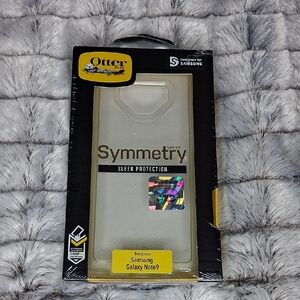 Otter
BOX
Designed for
SAMSUNG
Symmetry
SERIES
SLEEK PROTECTION
Samsung
Galaxy Note9